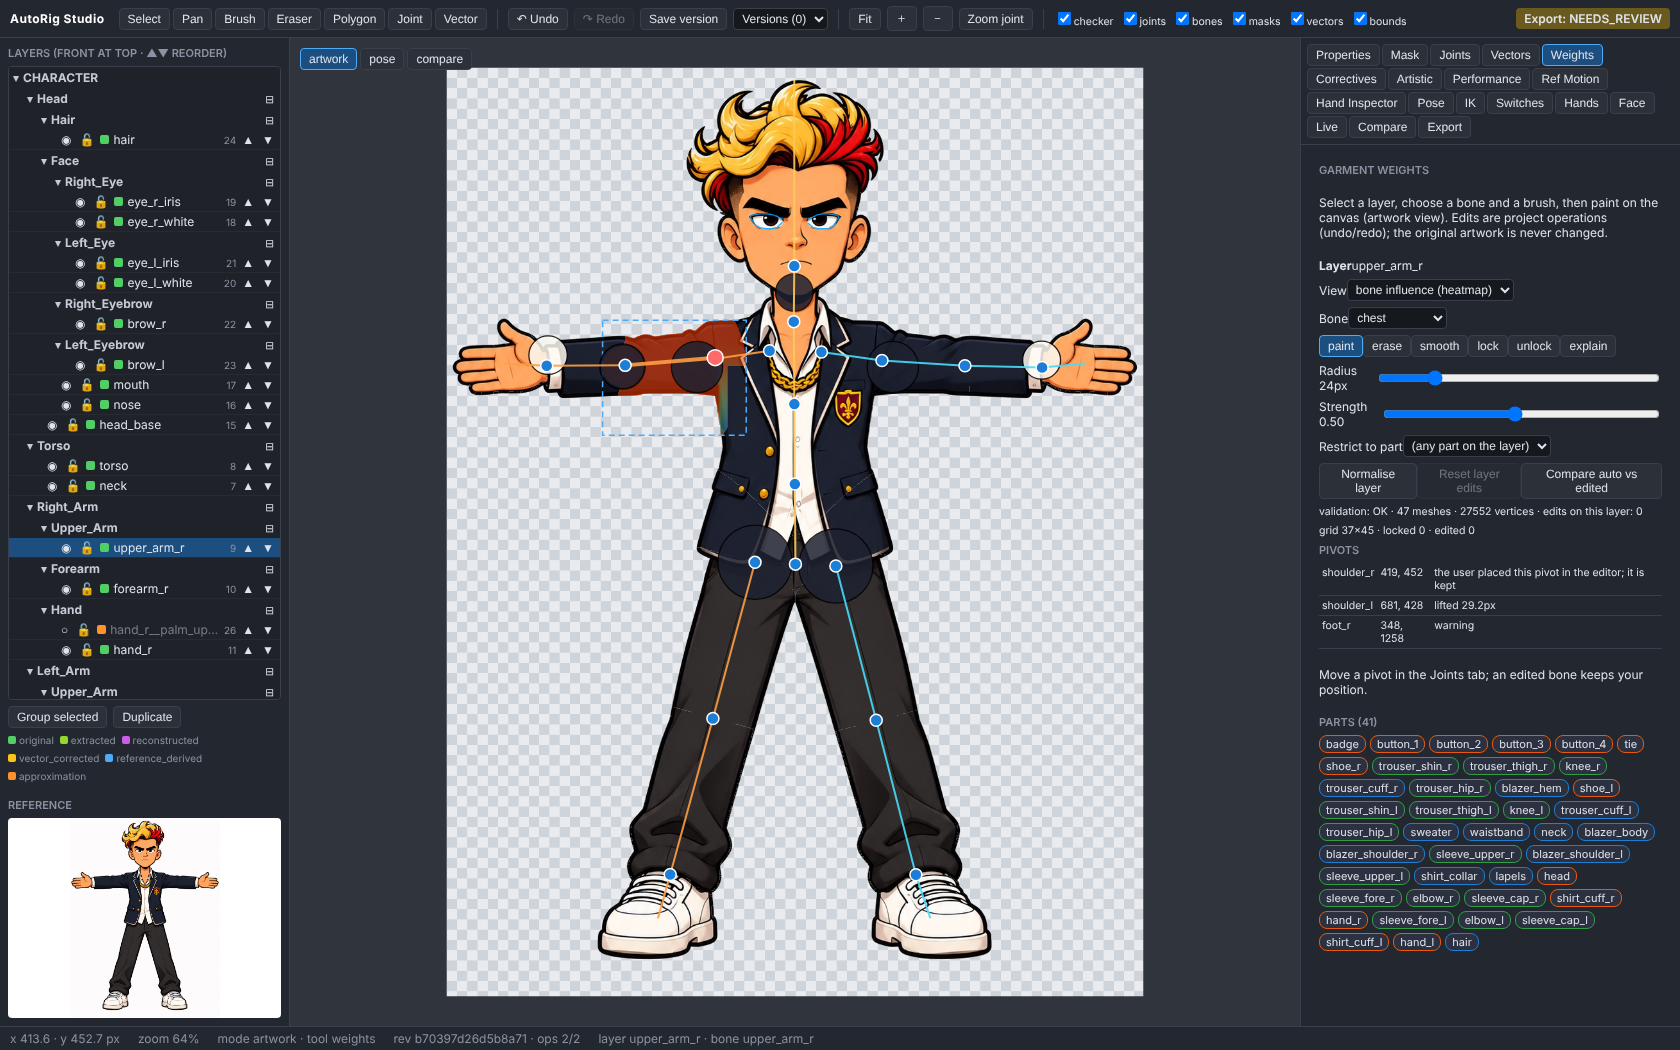 AutoRig Studio Select Pan Brush Eraser Polygon Joint Vector ↶ Undo ↷ Redo Save version Versions (0) Fit + − Zoom joint checker joints bones masks vectors bounds Export: NEEDS_REVIEW
LAYERS (FRONT AT TOP · ▲▼ REORDER)
▾ CHARACTER
▾ Head
▾ Hair
hair 24 ▲ ▼
▾ Face
▾ Right_Eye
eye_r_iris 19 ▲ ▼
eye_r_white 18 ▲ ▼
▾ Left_Eye
eye_l_iris 21 ▲ ▼
eye_l_white 20 ▲ ▼
▾ Right_Eyebrow
brow_r 22 ▲ ▼
▾ Left_Eyebrow
brow_l 23 ▲ ▼
mouth 17 ▲ ▼
nose 16 ▲ ▼
head_base 15 ▲ ▼
▾ Torso
torso 8 ▲ ▼
neck 7 ▲ ▼
▾ Right_Arm
▾ Upper_Arm
upper_arm_r 9 ▲ ▼
▾ Forearm
forearm_r 10 ▲ ▼
▾ Hand
hand_r__palm_up... 26 ▲ ▼
hand_r 11 ▲ ▼
▾ Left_Arm
▾ Upper_Arm
Group selected Duplicate
original extracted reconstructed
vector_corrected reference_derived
approximation
REFERENCE
artwork pose compare
Properties Mask Joints Vectors Weights
Correctives Artistic Performance Ref Motion
Hand Inspector Pose IK Switches Hands Face
Live Compare Export
GARMENT WEIGHTS
Select a layer, choose a bone and a brush, then paint on the
canvas (artwork view). Edits are project operations
(undo/redo); the original artwork is never changed.
Layer upper_arm_r
View bone influence (heatmap)
Bone chest
paint erase smooth lock unlock explain
Radius
24px
Strength
0.50
Restrict to part (any part on the layer)
Normalise layer Reset layer edits Compare auto vs edited
validation: OK · 47 meshes · 27552 vertices · edits on this layer: 0
grid 37×45 · locked 0 · edited 0
PIVOTS
shoulder_r 419, 452 the user placed this pivot in the editor; it is kept
shoulder_l 681, 428 lifted 29.2px
foot_r 348, 1258 warning
Move a pivot in the Joints tab; an edited bone keeps your
position.
PARTS (41)
badge button_1 button_2 button_3 button_4 tie
shoe_r trouser_shin_r trouser_thigh_r knee_r
trouser_cuff_r trouser_hip_r blazer_hem shoe_l
trouser_shin_l trouser_thigh_l knee_l trouser_cuff_l
trouser_hip_l sweater waistband neck blazer_body
blazer_shoulder_r sleeve_upper_r blazer_shoulder_l
sleeve_upper_l shirt_collar lapels head
sleeve_fore_r elbow_r sleeve_cap_r shirt_cuff_r
hand_r sleeve_fore_l elbow_l sleeve_cap_l
shirt_cuff_l hand_l hair
x 413.6 · y 452.7 px zoom 64% mode artwork · tool weights rev b70397d26d5b8a71 · ops 2/2 layer upper_arm_r · bone upper_arm_r